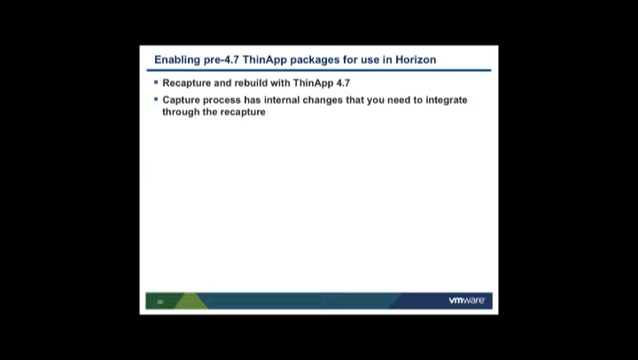 Enabling pre-4.7 ThinApp packages for use in Horizon
Recapture and rebuild with ThinApp 4.7
Capture process has internal changes that you need to integrate
through the recapture
vmware